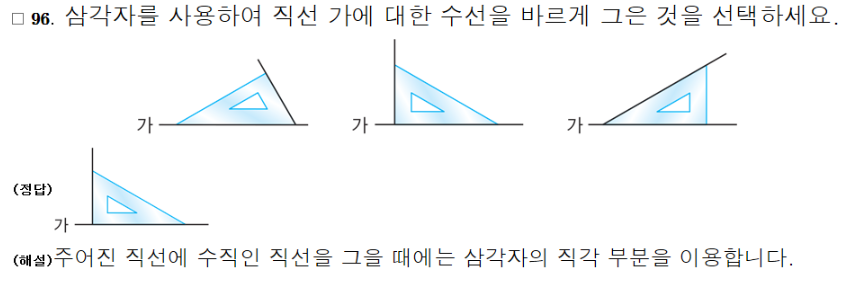 □ 96. 삼각자를 사용하여 직선 가에 대한 수선을 바르게 그은 것을 선택하세요.
가 가 가
(정답)
가
(해설)주어진 직선에 수직인 직선을 그을 때에는 삼각자의 직각 부분을 이용합니다.